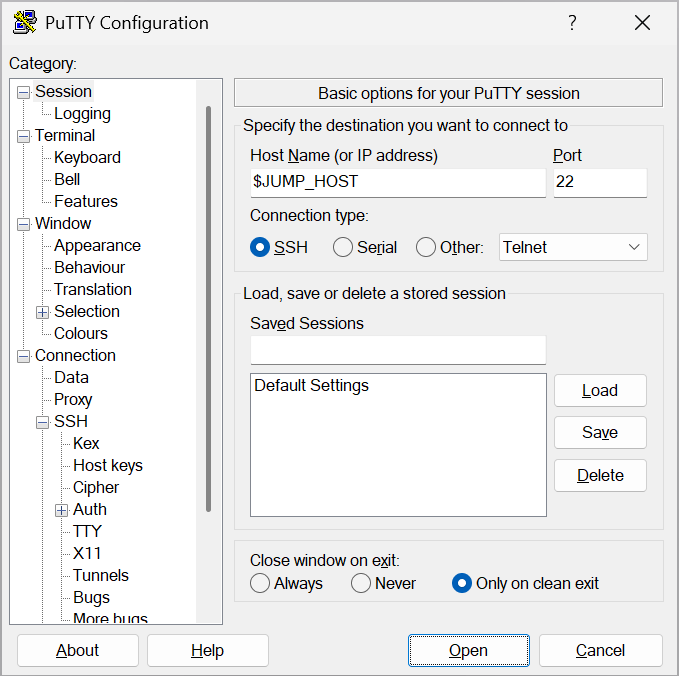 PuTTY Configuration
?
Category:
Session
Logging
Terminal
Keyboard
Bell
Features
Window
Appearance
Behaviour
Translation
Selection
Colours
Connection
Data
Proxy
SSH
Kex
Host keys
Cipher
Auth
TTY
X11
Tunnels
Bugs
More bugs
Basic options for your PuTTY session
Specify the destination you want to connect to
Host Name (or IP address) Port
$JUMP_HOST 22
Connection type:
SSH Serial Other: Telnet
Load, save or delete a stored session
Saved Sessions
Default Settings
Load
Save
Delete
Close window on exit:
Always Never Only on clean exit
About Help Open Cancel